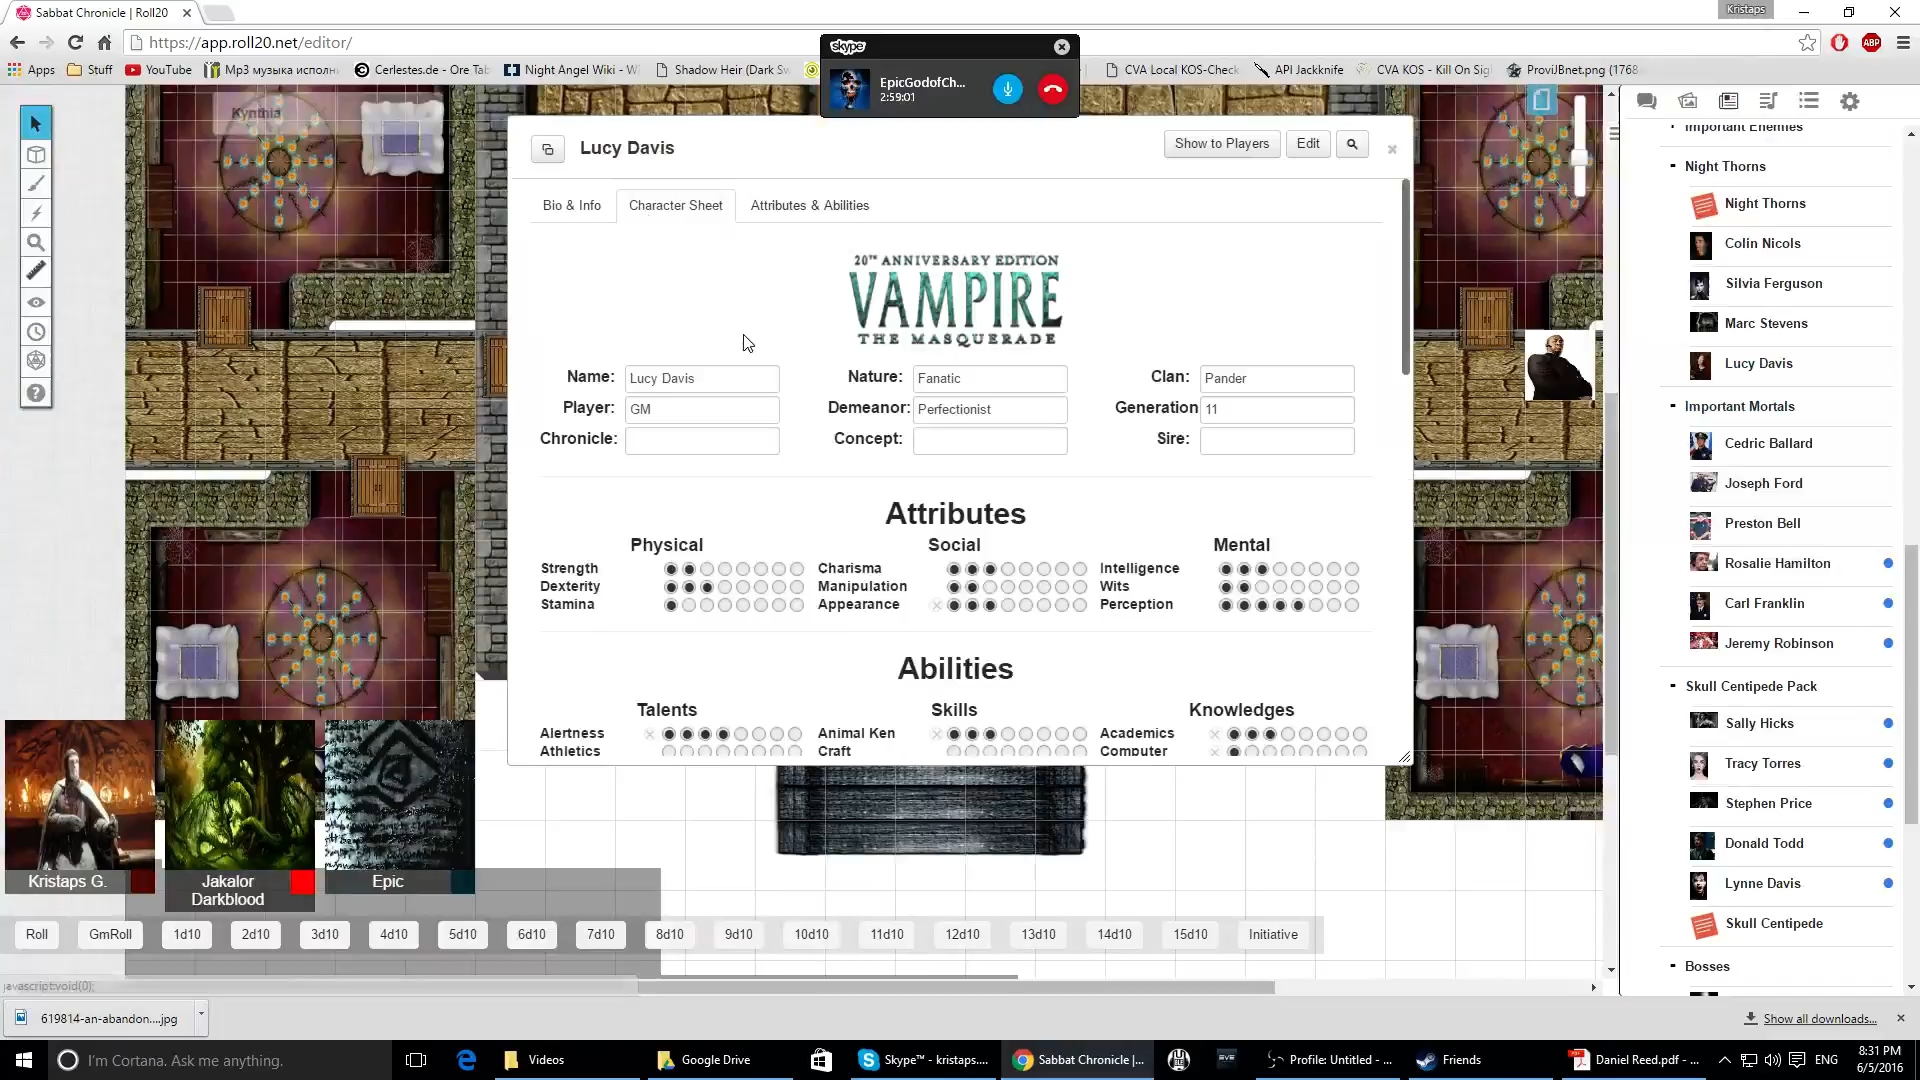 Sabbat Chronicle | Roll20
Kristaps
https://app.roll20.net/editor/
Apps
Stuff
YouTube
Mp3 музыка исполн
Cerlestes.de - Ore Tab
Night Angel Wiki - W
Shadow Heir (Dark Sw
CVA Local KOS-Check
API Jackknife
CVA KOS - Kill On Sig
ProviJBnet.png (1768
ABP
skype
EpicGodofCh...
2:59:01
Kynthia
Lucy Davis
Show to Players
Edit
Bio & Info
Character Sheet
Attributes & Abilities
20TH ANNIVERSARY EDITION
VAMPIRE
THE MASQUERADE
Name: Lucy Davis
Nature: Fanatic
Clan: Pander
Player: GM
Demeanor: Perfectionist
Generation 11
Chronicle:
Concept:
Sire:
Attributes
Physical
Social
Mental
Strength
Charisma
Intelligence
Dexterity
Manipulation
Wits
Stamina
Appearance
Perception
Abilities
Talents
Skills
Knowledges
Alertness
Animal Ken
Academics
Athletics
Craft
Computer
Important Enemies
Night Thorns
Night Thorns
Colin Nicols
Silvia Ferguson
Marc Stevens
Lucy Davis
Important Mortals
Cedric Ballard
Joseph Ford
Preston Bell
Rosalie Hamilton
Carl Franklin
Jeremy Robinson
Skull Centipede Pack
Sally Hicks
Tracy Torres
Stephen Price
Donald Todd
Lynne Davis
Skull Centipede
Bosses
Kristaps G.
Jakalor
Darkblood
Epic
Roll
GmRoll
1d10
2d10
3d10
4d10
5d10
6d10
7d10
8d10
9d10
10d10
11d10
12d10
13d10
14d10
15d10
Initiative
javascript:void(0);
619814-an-abandon....jpg
Show all downloads...
I'm Cortana. Ask me anything.
Videos
Google Drive
Skype™ - kristaps....
Sabbat Chronicle |...
Profile: Untitled - ...
Friends
Daniel Reed.pdf - ...
ENG
8:31 PM
6/5/2016